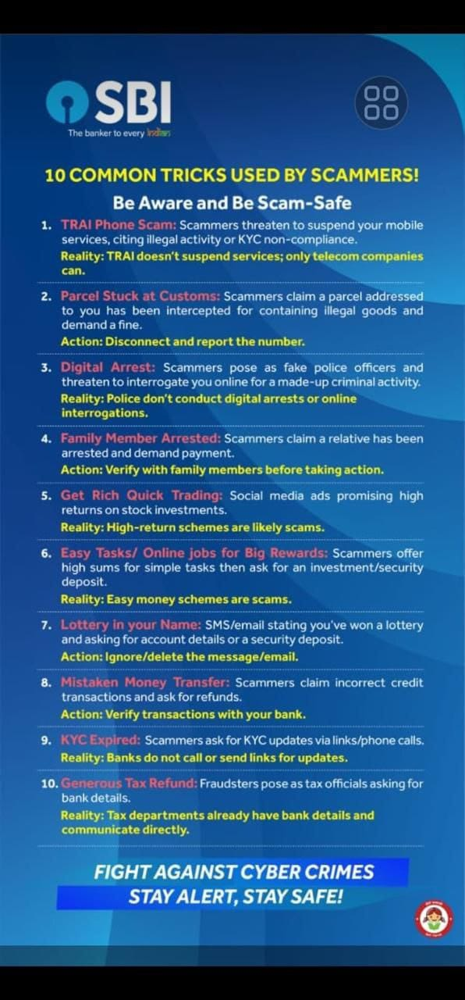 SBI
The banker to every Indian
10 COMMON TRICKS USED BY SCAMMERS!
Be Aware and Be Scam-Safe
1. TRAI Phone Scam: Scammers threaten to suspend your mobile
services, citing illegal activity or KYC non-compliance.
Reality: TRAI doesn't suspend services; only telecom companies
can.
2. Parcel Stuck at Customs: Scammers claim a parcel addressed
to you has been intercepted for containing illegal goods and
demand a fine.
Action: Disconnect and report the number.
3. Digital Arrest: Scammers pose as fake police officers and
threaten to interrogate you online for a made-up criminal activity.
Reality: Police don't conduct digital arrests or online
interrogations.
4. Family Member Arrested: Scammers claim a relative has been
arrested and demand payment.
Action: Verify with family members before taking action.
5. Get Rich Quick Trading: Social media ads promising high
returns on stock investments.
Reality: High-return schemes are likely scams.
6. Easy Tasks/ Online jobs for Big Rewards: Scammers offer
high sums for simple tasks then ask for an investment/security
deposit.
Reality: Easy money schemes are scams.
7. Lottery in your Name: SMS/email stating you've won a lottery
and asking for account details or a security deposit.
Action: Ignore/delete the message/email.
8. Mistaken Money Transfer: Scammers claim incorrect credit
transactions and ask for refunds.
Action: Verify transactions with your bank.
9. KYC Expired: Scammers ask for KYC updates via links/phone calls.
Reality: Banks do not call or send links for updates.
10. Generous Tax Refund: Fraudsters pose as tax officials asking for
bank details.
Reality: Tax departments already have bank details and
communicate directly.
FIGHT AGAINST CYBER CRIMES
STAY ALERT, STAY SAFE!